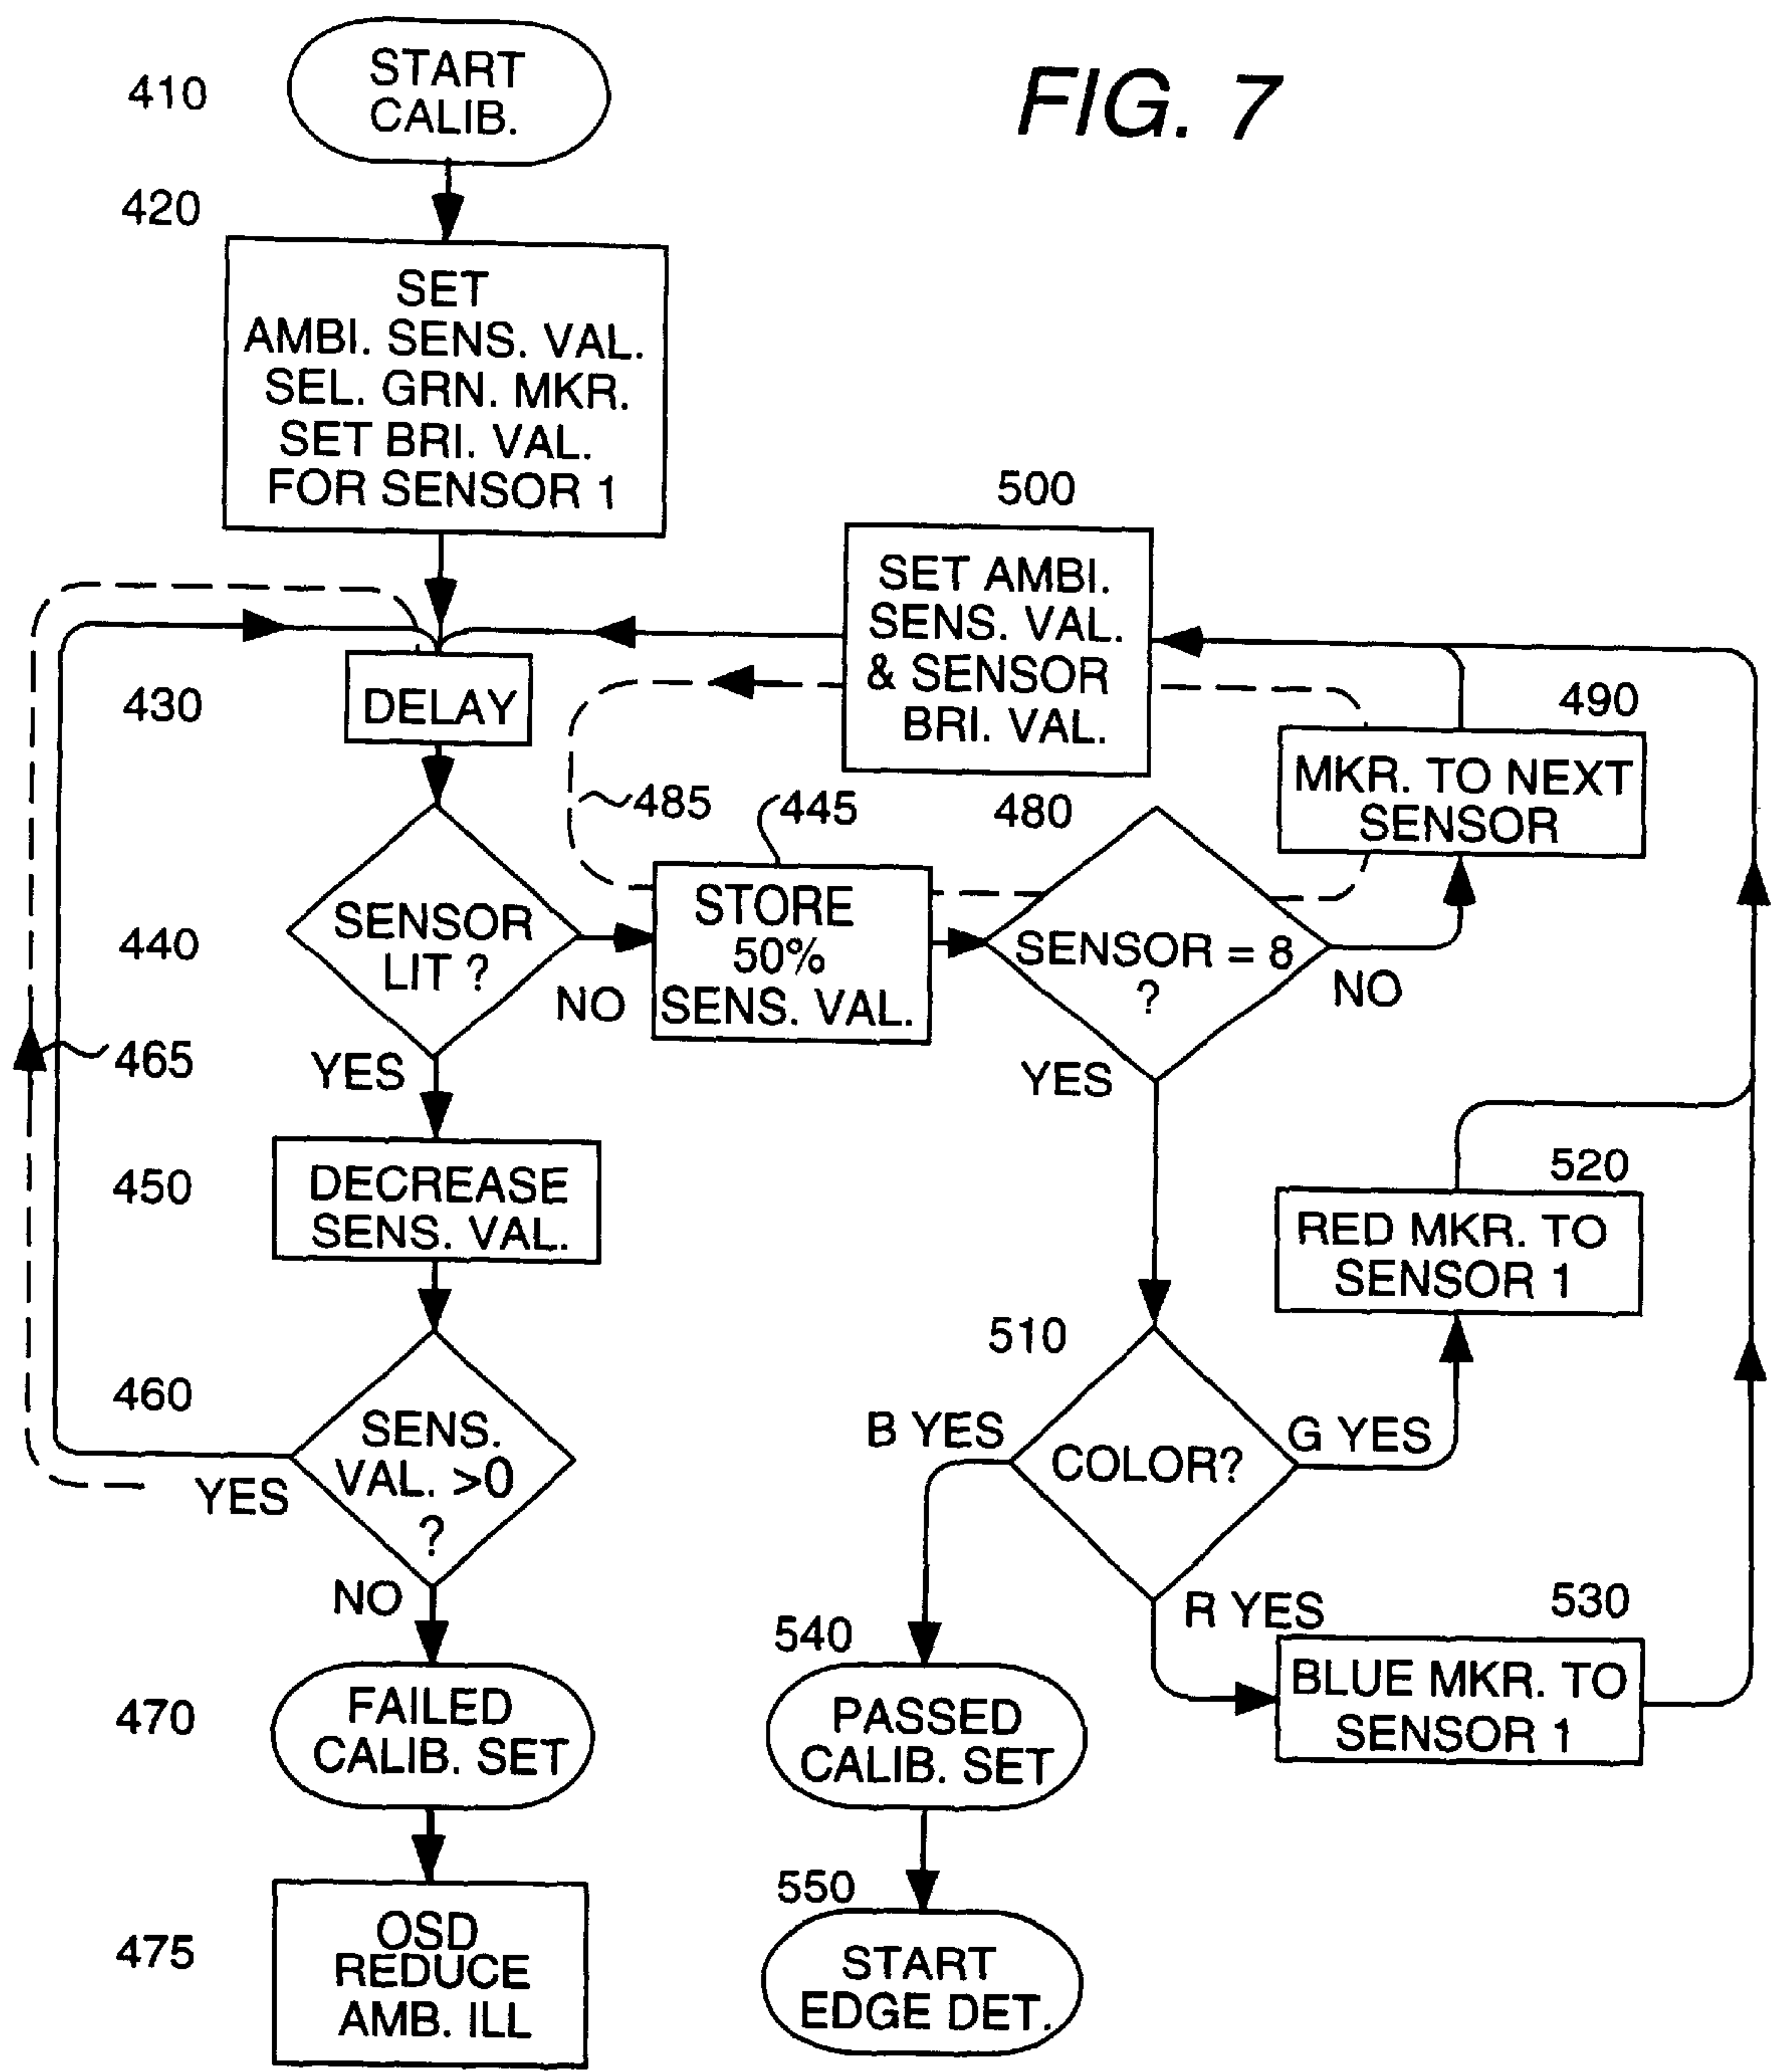 FIG. 7
410
START
CALIB.
420
SET
AMBI. SENS. VAL.
SEL. GRN. MKR.
SET BRI. VAL.
FOR SENSOR 1
500
SET AMBI.
SENS. VAL.
& SENSOR
BRI. VAL.
430
DELAY
490
MKR. TO NEXT
SENSOR
485
445
480
440
SENSOR
LIT ?
NO
STORE
50%
SENS. VAL.
SENSOR = 8
?
NO
465
YES
YES
450
DECREASE
SENS. VAL.
520
RED MKR. TO
SENSOR 1
510
460
SENS.
VAL. >0
?
YES
B YES
COLOR?
G YES
NO
R YES
530
BLUE MKR. TO
SENSOR 1
470
FAILED
CALIB. SET
540
PASSED
CALIB. SET
475
OSD
REDUCE
AMB. ILL
550
START
EDGE DET.